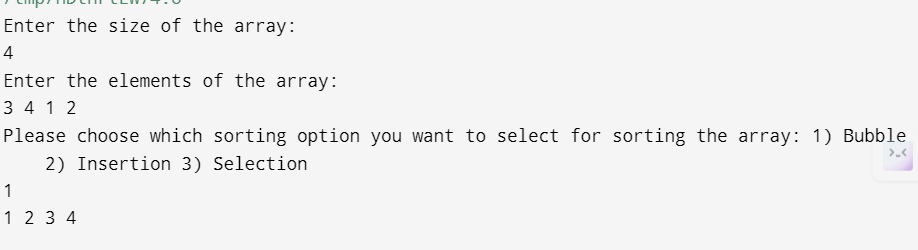 Enter the size of the array:
4
Enter the elements of the array:
3 4 1 2
Please choose which sorting option you want to select for sorting the array: 1) Bubble
2) Insertion 3) Selection
1
1 2 3 4